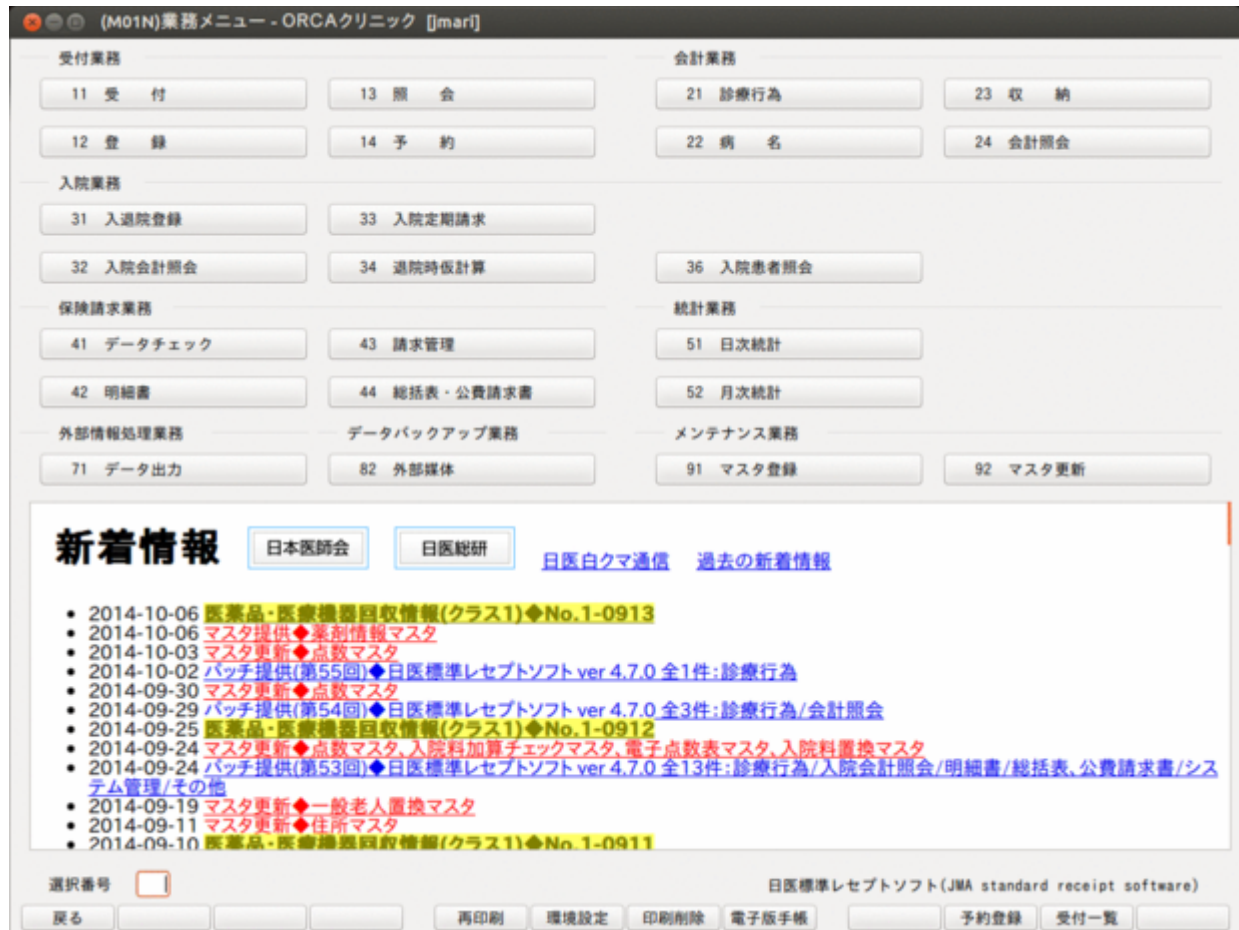 (M01N)業務メニュー - ORCAクリニック [jmari]
受付業務 会計業務
11 受 付 13 照 会 21 診療行為 23 収 納
12 登 録 14 予 約 22 病 名 24 会計照会
入院業務
31 入退院登録 33 入院定期請求
32 入院会計照会 34 退院時仮計算 36 入院患者照会
保険請求業務 統計業務
41 データチェック 43 請求管理 51 日次統計
42 明細書 44 総括表・公費請求書 52 月次統計
外部情報処理業務 データバックアップ業務 メンテナンス業務
71 データ出力 82 外部媒体 91 マスタ登録 92 マスタ更新
新着情報 日本医師会 日医総研 日医白クマ通信 過去の新着情報
• 2014-10-06 医薬品・医療機器回収情報(クラス1)◆No.1-0913
• 2014-10-06 マスタ提供◆薬剤情報マスタ
• 2014-10-03 マスタ更新◆点数マスタ
• 2014-10-02 パッチ提供(第55回)◆日医標準レセプトソフト ver 4.7.0 全1件:診療行為
• 2014-09-30 マスタ更新◆点数マスタ
• 2014-09-29 パッチ提供(第54回)◆日医標準レセプトソフト ver 4.7.0 全3件:診療行為/会計照会
• 2014-09-25 医薬品・医療機器回収情報(クラス1)◆No.1-0912
• 2014-09-24 マスタ更新◆点数マスタ、入院料加算チェックマスタ、電子点数表マスタ、入院料置換マスタ
• 2014-09-24 パッチ提供(第53回)◆日医標準レセプトソフト ver 4.7.0 全13件:診療行為/入院会計照会/明細書/総括表、公費請求書/シス
テム管理/その他
• 2014-09-19 マスタ更新◆一般老人置換マスタ
• 2014-09-11 マスタ更新◆住所マスタ
• 2014-09-10 医薬品・医療機器回収情報(クラス1)◆No.1-0911
選択番号 日医標準レセプトソフト(JMA standard receipt software)
戻る 再印刷 環境設定 印刷削除 電子版手帳 予約登録 受付一覧